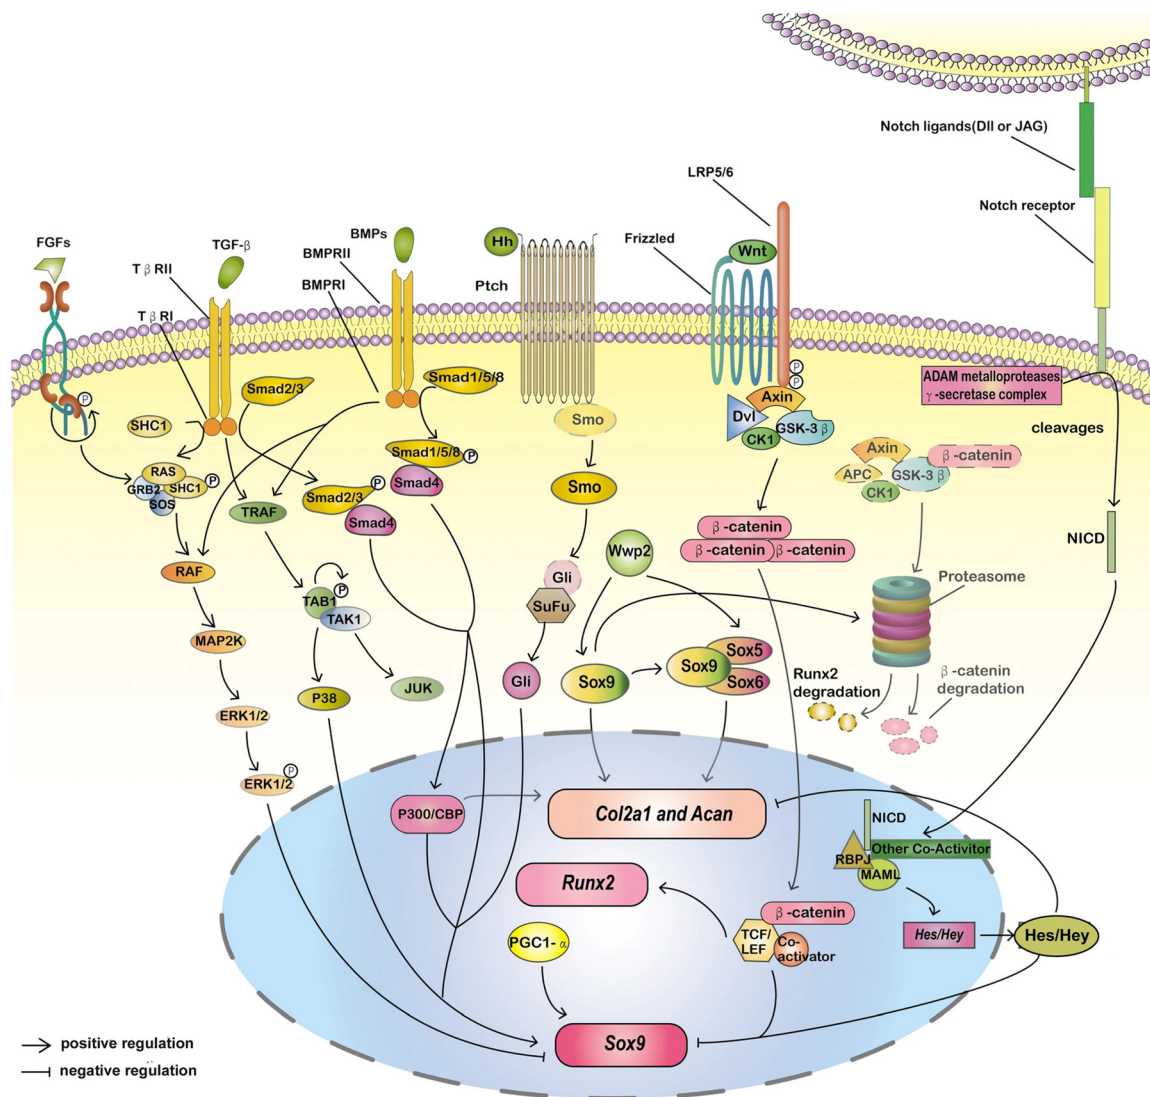 Notch ligands(Dll or JAG)
LRP5/6
Notch receptor
BMPs
TGF-β
FGFs
Hh
Frizzled
Wnt
BMPRII
T β RII
BMPRI
Ptch
T β RI
P
P
ADAM metalloproteases
γ -secretase complex
Smad1/5/8
Smad2/3
Axin
P
Smo
Dvl
GSK-3 β
SHC1
CK1
cleavages
Axin
β -catenin
Smad1/5/8
P
RAS
APC
GSK-3 β
GRB2
SHC1
P
Smad4
CK1
SOS
Smad2/3
P
Smo
TRAF
Smad4
β -catenin
NICD
Wwp2
β -catenin
β -catenin
RAF
Gli
Proteasome
TAB1
P
SuFu
TAK1
MAP2K
Sox5
Sox9
Gli
Sox9
Sox6
JUK
Runx2
degradation
β -catenin
degradation
P38
ERK1/2
P
ERK1/2
P300/CBP
Col2a1 and Acan
NICD
Other Co-Activitor
RBPJ
MAML
Runx2
β -catenin
TCF/
LEF
Co-
activator
PGC1- α
Hes/Hey
Hes/Hey
Sox9
positive regulation
negative regulation